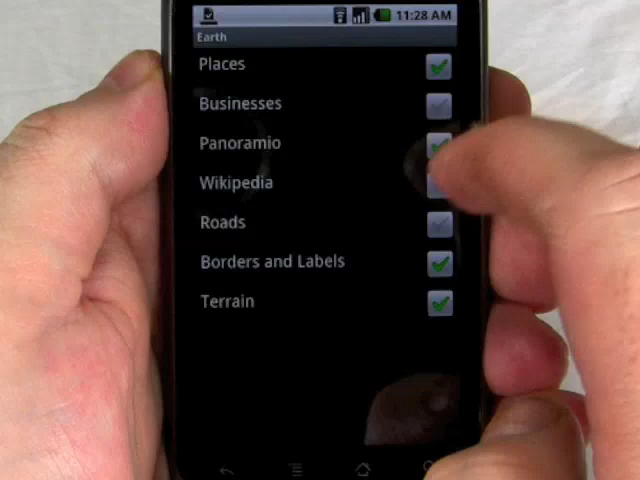 11:28 AM
Earth
Places
Businesses
Panoramio
Wikipedia
Roads
Borders and Labels
Terrain